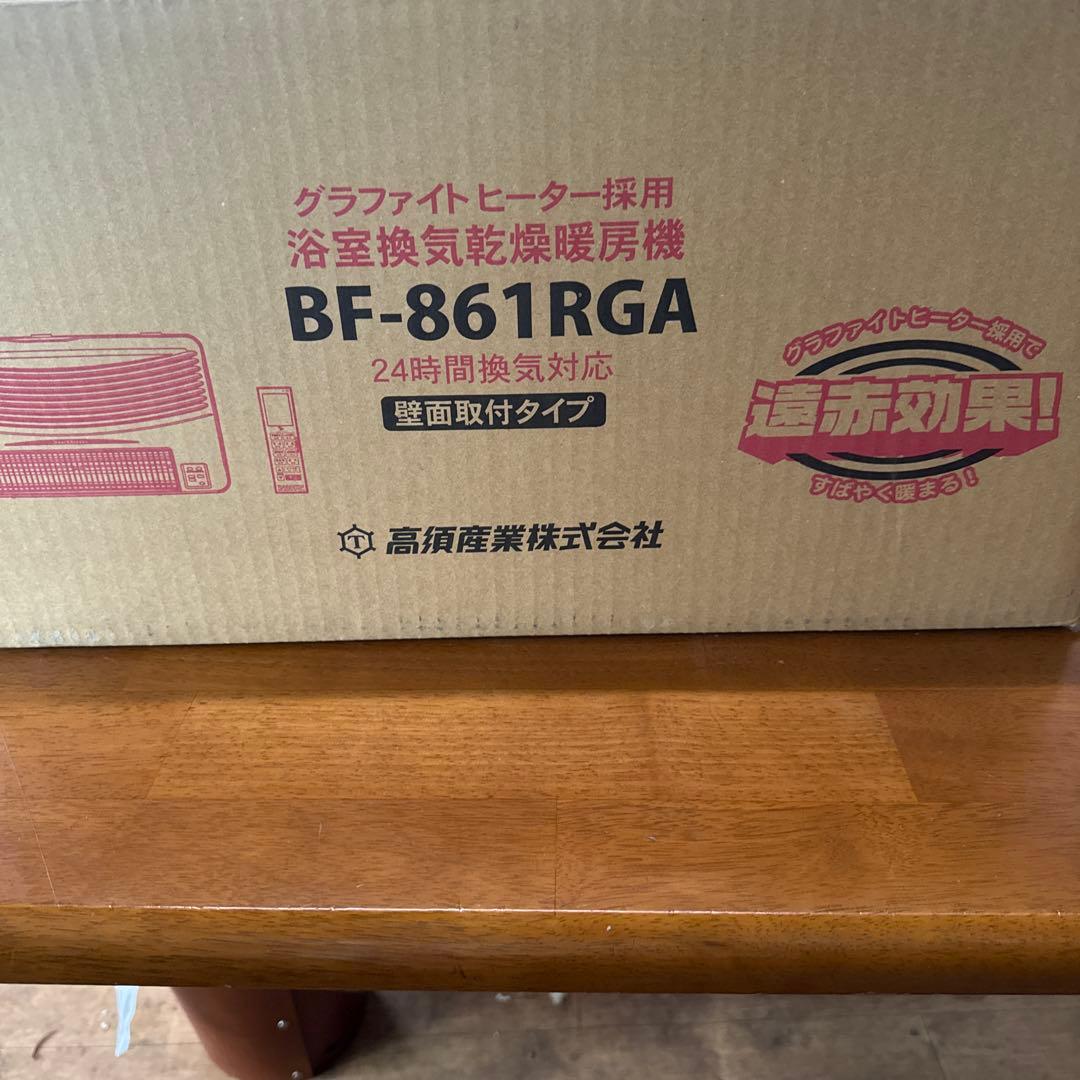 グラファイトヒーター採用
浴室換気乾燥暖房機
BF-861RGA
24時間換気対応
壁面取付タイプ
グラファイトヒーター採用で
遠赤効果!
すばやく暖まる!
高須産業株式会社